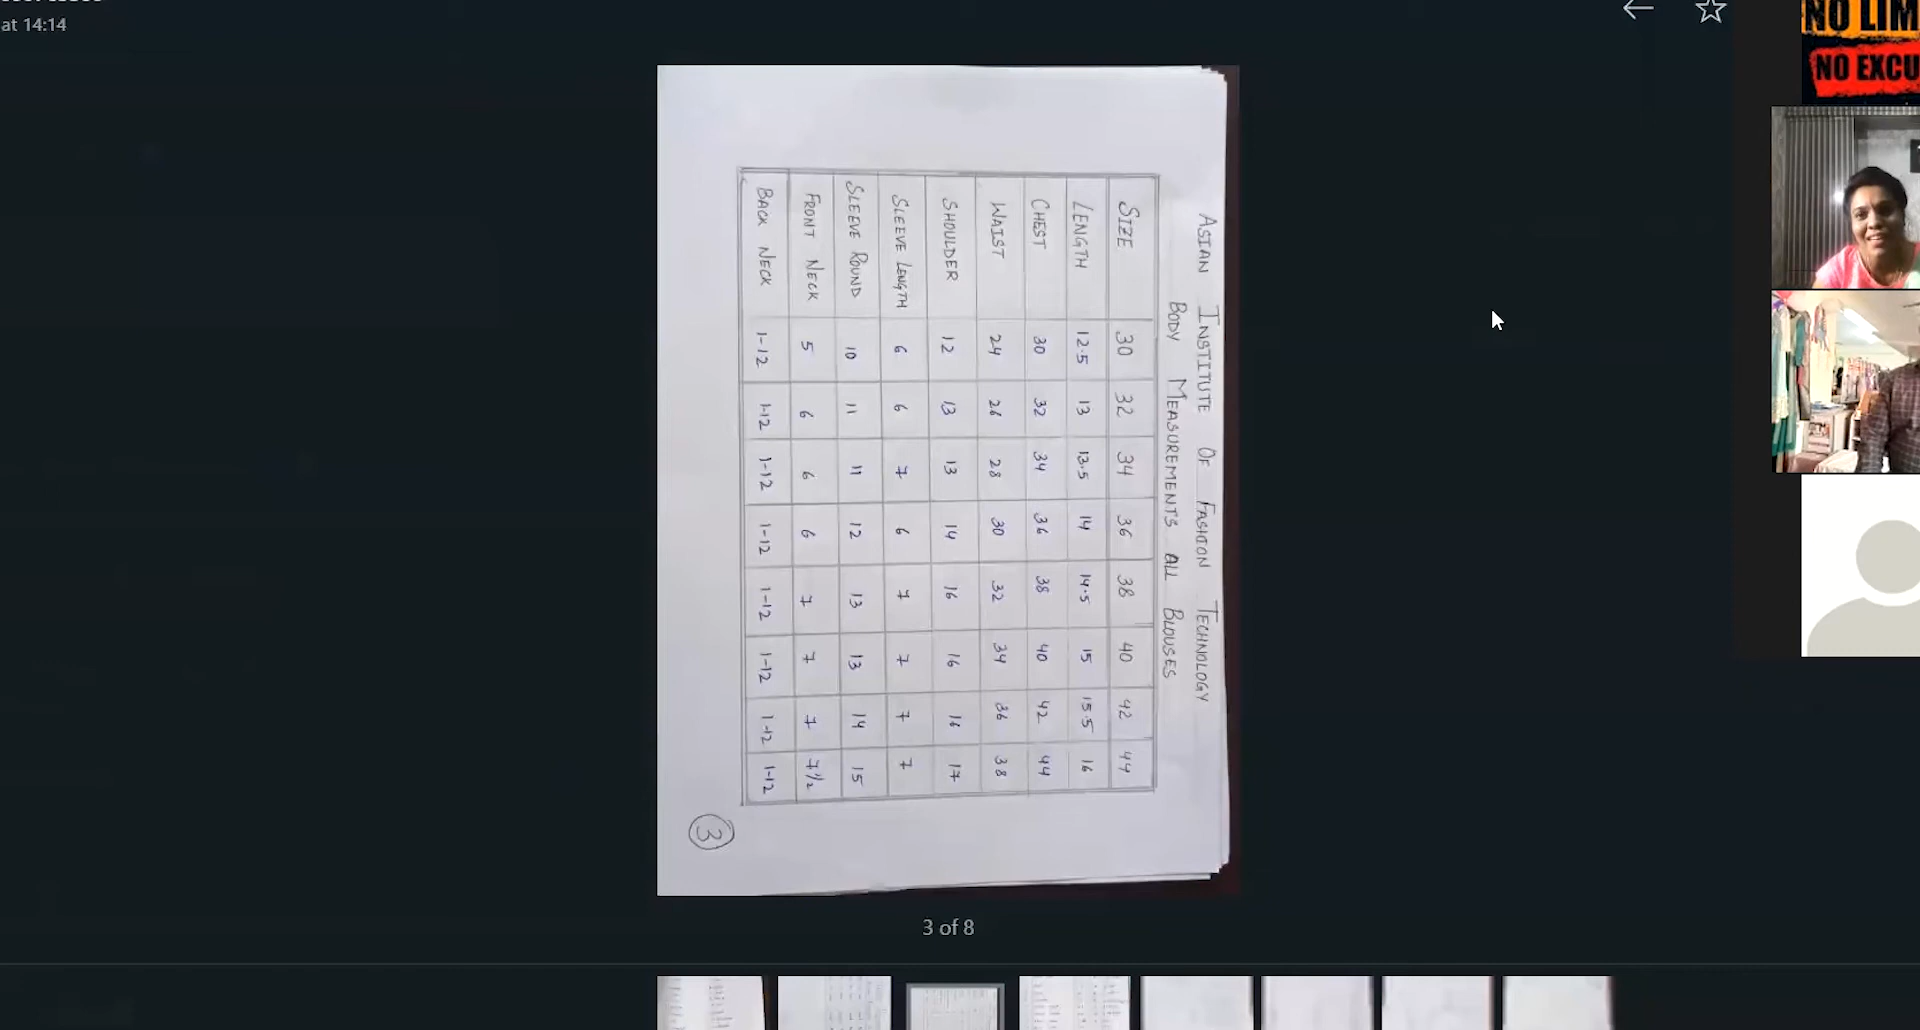 at 14:14
NO LIM
NO EXCU
ASIAN INSTITUTE OF FASHION TECHNOLOGY
BODY MEASUREMENTS ALL BLOUSES
SIZE 30 32 34 36 38 40 42 44
LENGTH 12.5 13 13.5 14 14.5 15 15.5 16
CHEST 30 32 34 36 38 40 42 44
WAIST 24 26 28 30 32 34 36 38
SHOULDER 12 13 13 14 16 16 16 17
SLEEVE LENGTH 6 6 7 6 7 7 7 7
SLEEVE ROUND 10 11 11 12 13 13 14 15
FRONT NECK 5 6 6 6 7 7 7 7½
BACK NECK 1-12 1-12 1-12 1-12 1-12 1-12 1-12 1-12
3
3 of 8